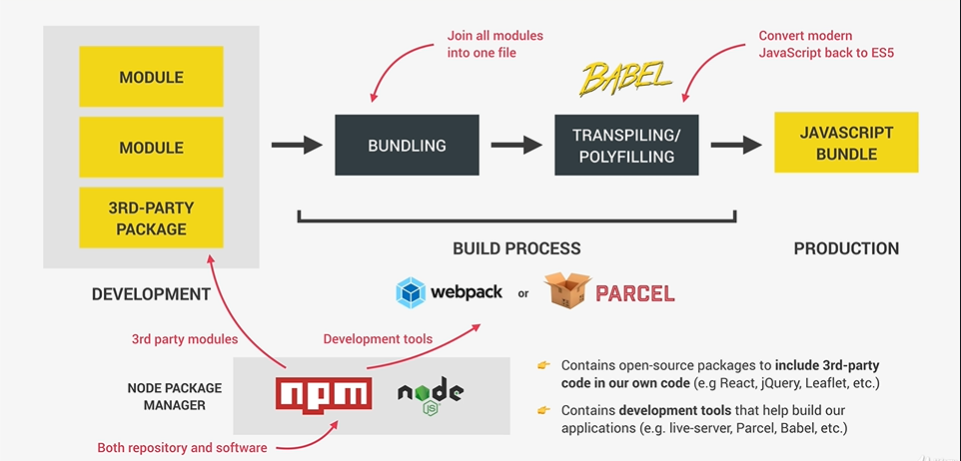 Join all modules
into one file
Convert modern
JavaScript back to ES5
BABEL
MODULE
MODULE
3RD-PARTY
PACKAGE
BUNDLING
TRANSPILING/
POLYFILLING
JAVASCRIPT
BUNDLE
DEVELOPMENT
BUILD PROCESS
PRODUCTION
webpack or PARCEL
3rd party modules
Development tools
NODE PACKAGE
MANAGER
npm
node
JS
Both repository and software
👉 Contains open-source packages to include 3rd-party
code in our own code (e.g React, jQuery, Leaflet, etc.)
👉 Contains development tools that help build our
applications (e.g. live-server, Parcel, Babel, etc.)